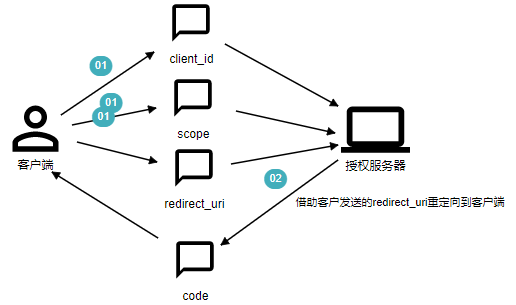 client_id
01
01
01
scope
客户端
授权服务器
redirect_uri
02
借助客户发送的redirect_uri重定向到客户端
code